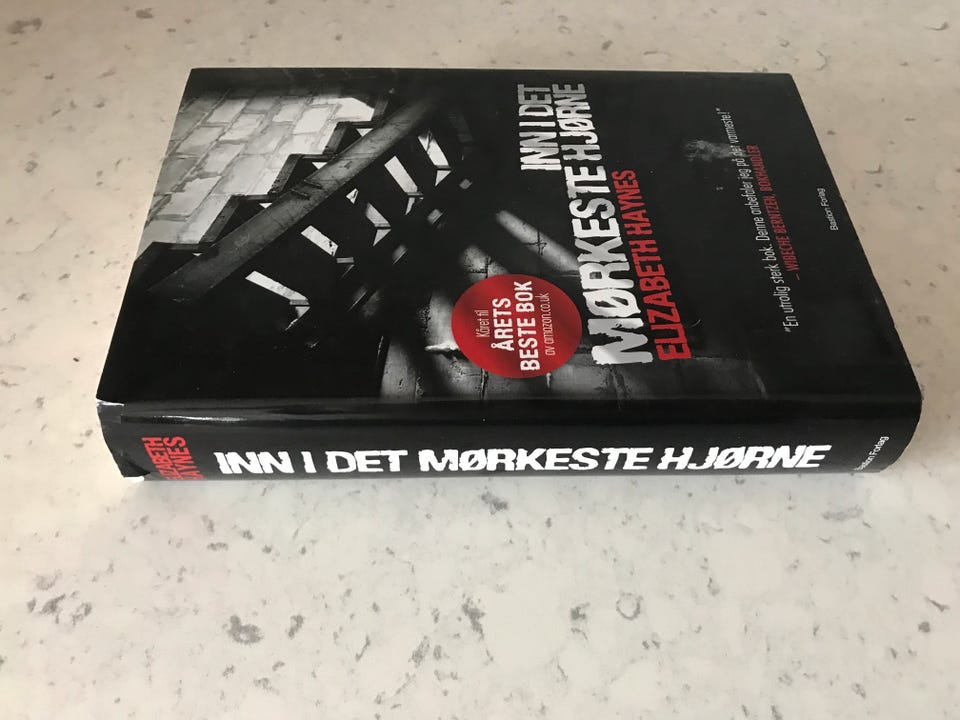 INN I DET
MØRKESTE HJØRNE
ELIZABETH HAYNES
Kåret til
ÅRETS
BESTE BOK
av amazon.co.uk
"En utrolig sterk bok. Denne anbefaler jeg på det varmeste!"
– WIBECHE BERNTZEN, BOKHANDLER
Bastion Forlag
ELIZABETH
HAYNES
INN I DET MØRKESTE HJØRNE
Bastion Forlag